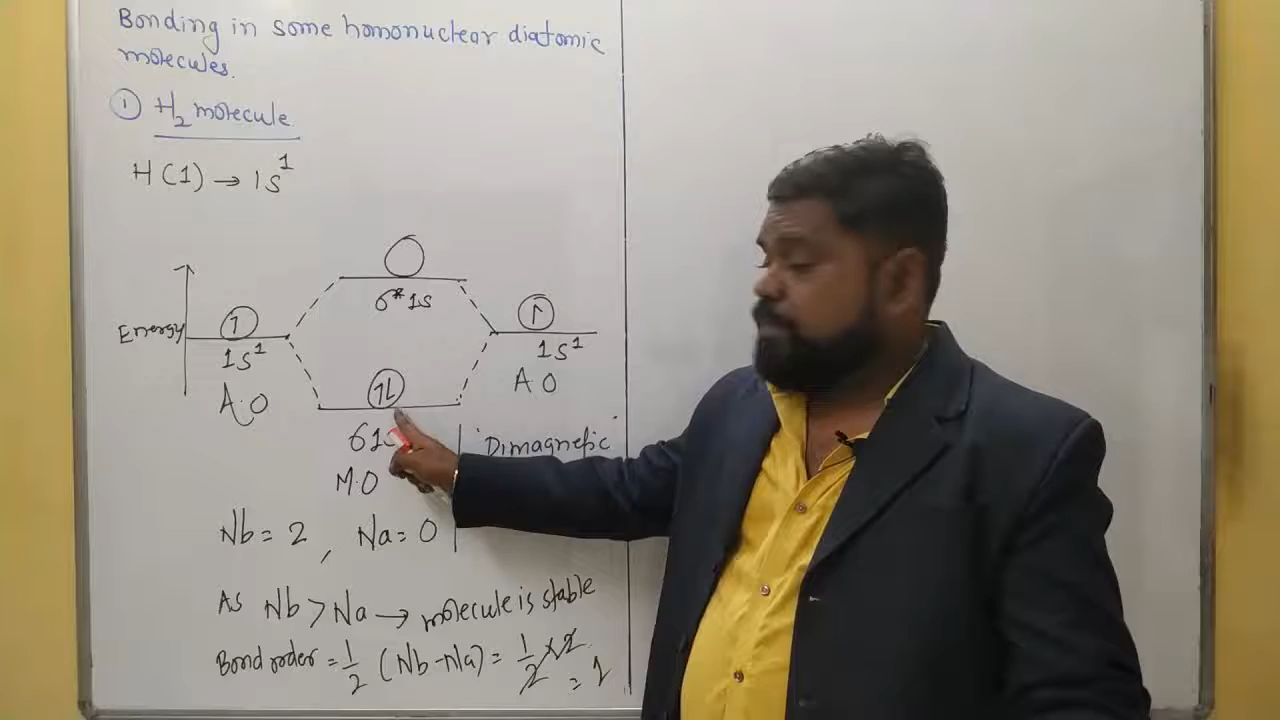 Bonding in some homonuclear diatomic
molecules.
① H₂ molecule
H(1) → 1s¹
σ*1s
Energy
1s¹
1s¹
A.O
A.O
σ1s
M.O
"Dimagnetic"
Nb = 2, Na = 0
As Nb > Na → molecule is stable
Bond order = 1/2 (Nb - Na) = 1/2 × 2
= 1